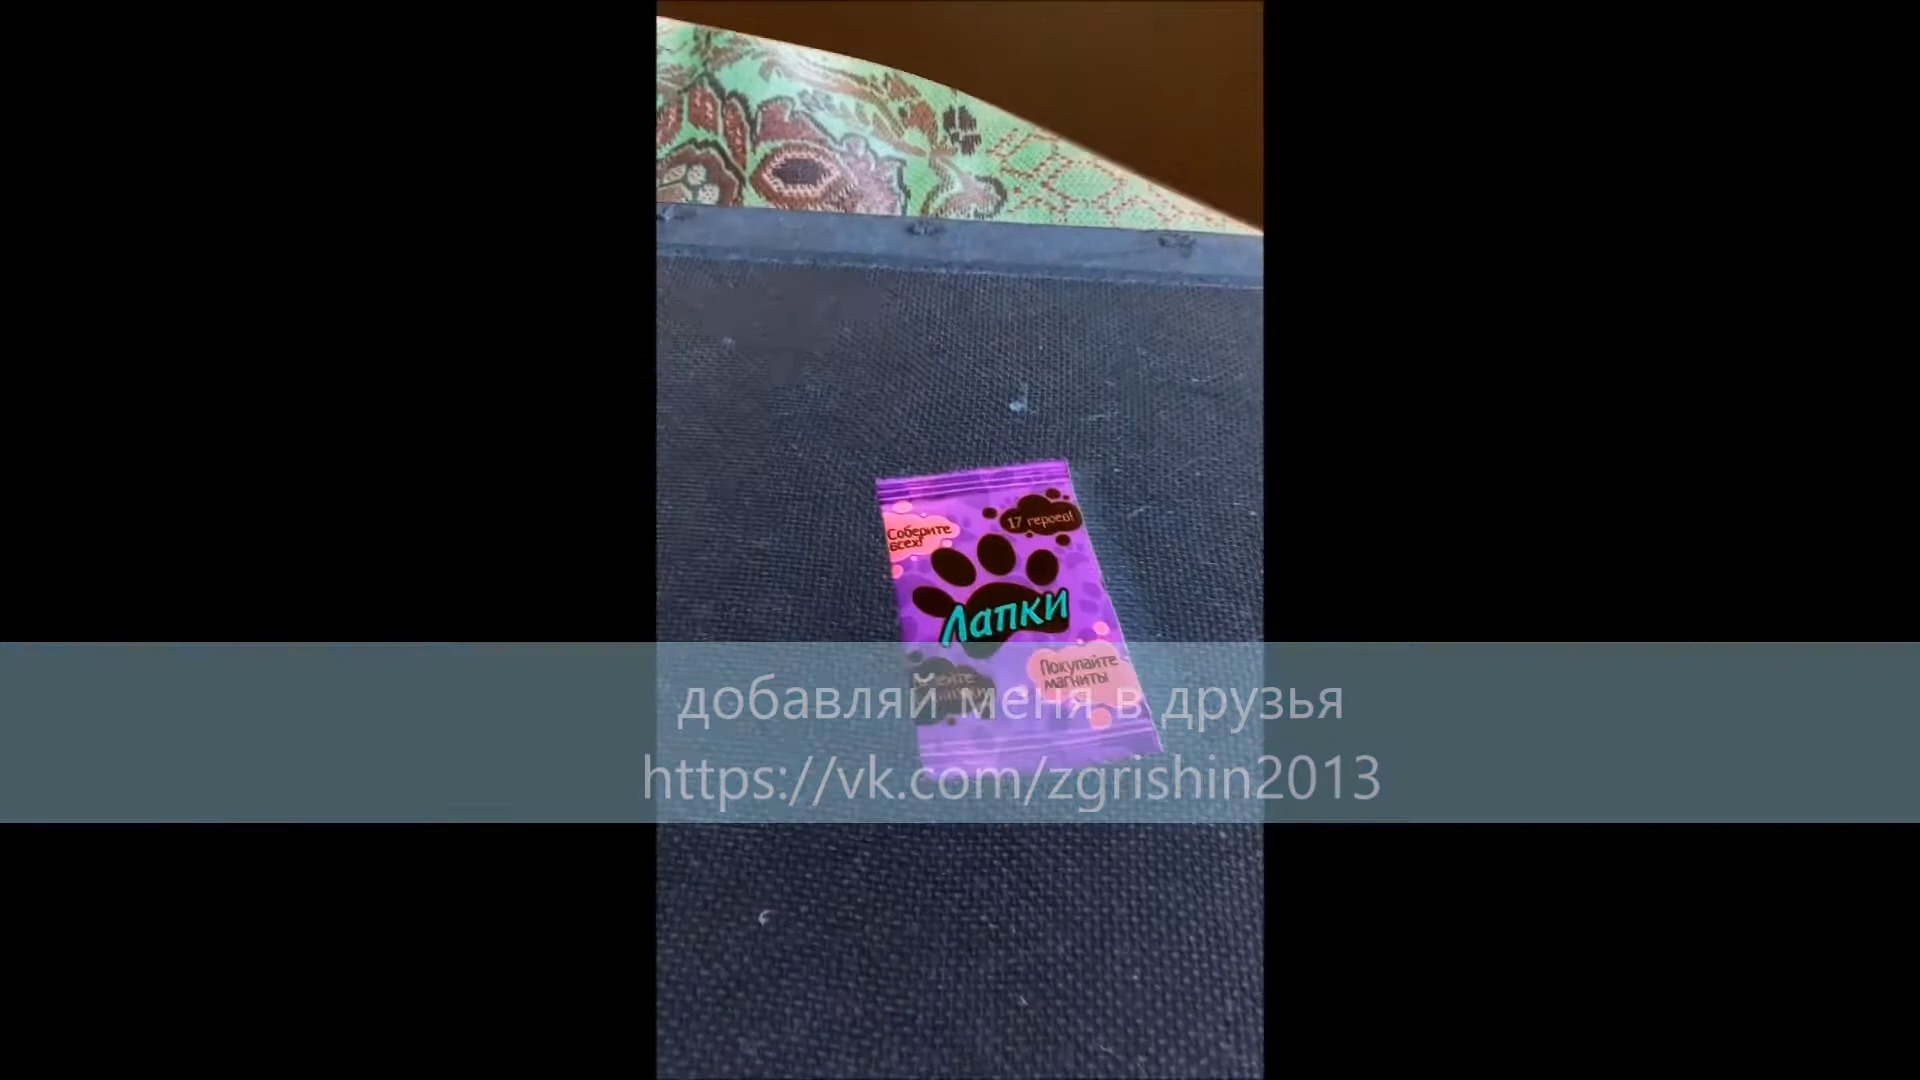 Соберите
всех!
17 героев!
Лапки
Покупайте
магниты
добавляй меня в друзья
https://vk.com/zgrishin2013